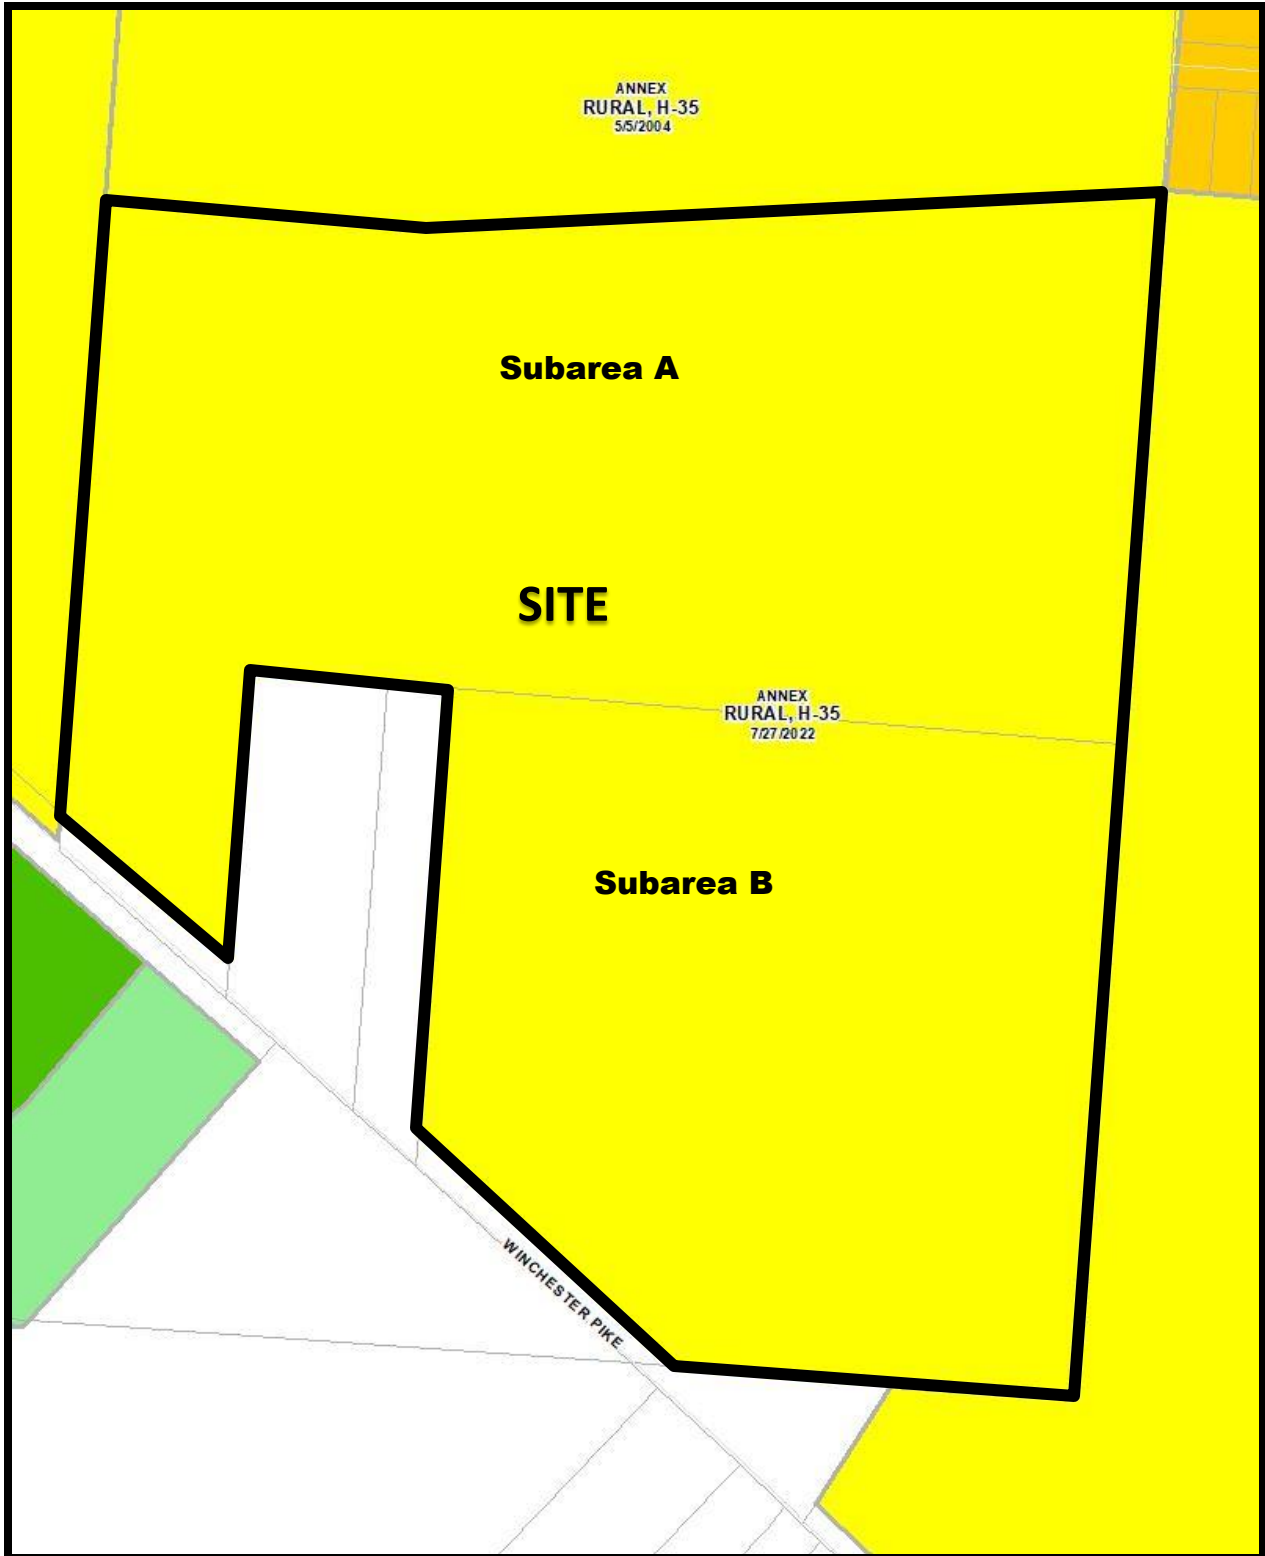 ANNEX
RURAL, H-35
5/5/2004
Subarea A
SITE
ANNEX
RURAL, H-35
7/27/2022
Subarea B
WINCHESTER PIKE